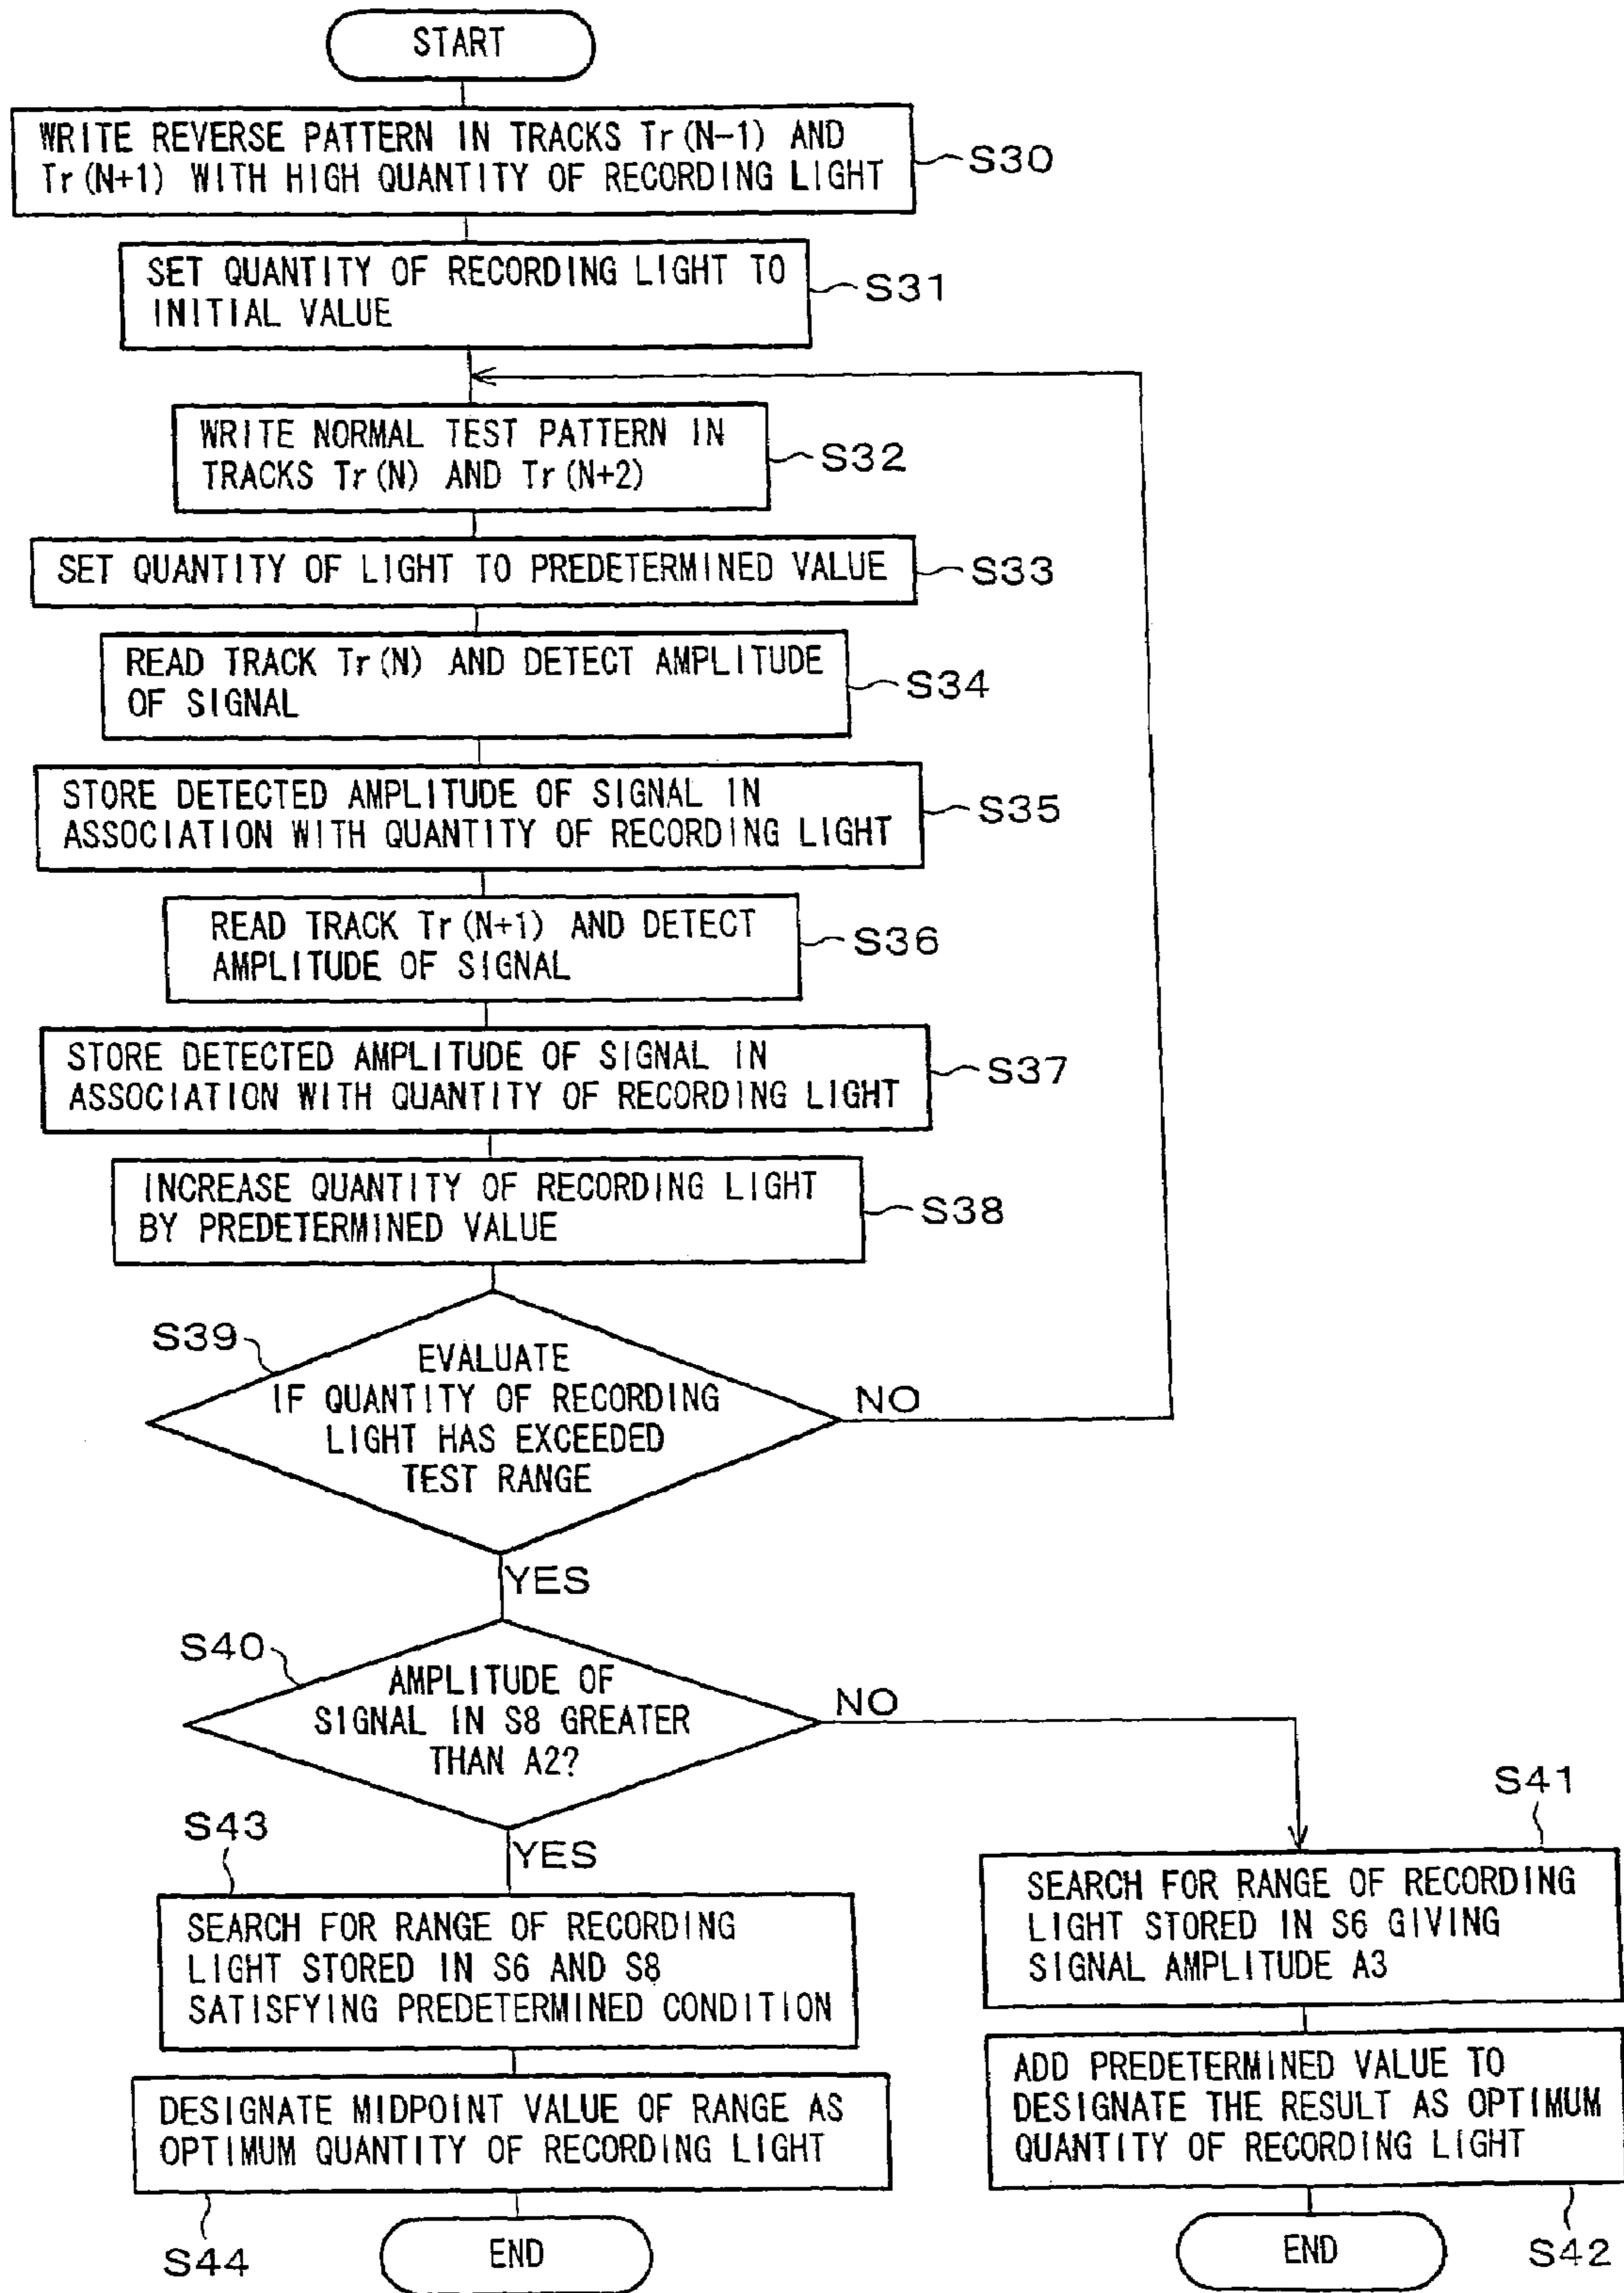 START
WRITE REVERSE PATTERN IN TRACKS Tr(N-1) AND
Tr(N+1) WITH HIGH QUANTITY OF RECORDING LIGHT
S30
SET QUANTITY OF RECORDING LIGHT TO
INITIAL VALUE
S31
WRITE NORMAL TEST PATTERN IN
TRACKS Tr(N) AND Tr(N+2)
S32
SET QUANTITY OF LIGHT TO PREDETERMINED VALUE
S33
READ TRACK Tr(N) AND DETECT AMPLITUDE
OF SIGNAL
S34
STORE DETECTED AMPLITUDE OF SIGNAL IN
ASSOCIATION WITH QUANTITY OF RECORDING LIGHT
S35
READ TRACK Tr(N+1) AND DETECT
AMPLITUDE OF SIGNAL
S36
STORE DETECTED AMPLITUDE OF SIGNAL IN
ASSOCIATION WITH QUANTITY OF RECORDING LIGHT
S37
INCREASE QUANTITY OF RECORDING LIGHT
BY PREDETERMINED VALUE
S38
S39
EVALUATE
IF QUANTITY OF RECORDING
LIGHT HAS EXCEEDED
TEST RANGE
NO
YES
S40
AMPLITUDE OF
SIGNAL IN S8 GREATER
THAN A2?
NO
YES
S43
SEARCH FOR RANGE OF RECORDING
LIGHT STORED IN S6 AND S8
SATISFYING PREDETERMINED CONDITION
DESIGNATE MIDPOINT VALUE OF RANGE AS
OPTIMUM QUANTITY OF RECORDING LIGHT
S44
END
S41
SEARCH FOR RANGE OF RECORDING
LIGHT STORED IN S6 GIVING
SIGNAL AMPLITUDE A3
ADD PREDETERMINED VALUE TO
DESIGNATE THE RESULT AS OPTIMUM
QUANTITY OF RECORDING LIGHT
S42
END